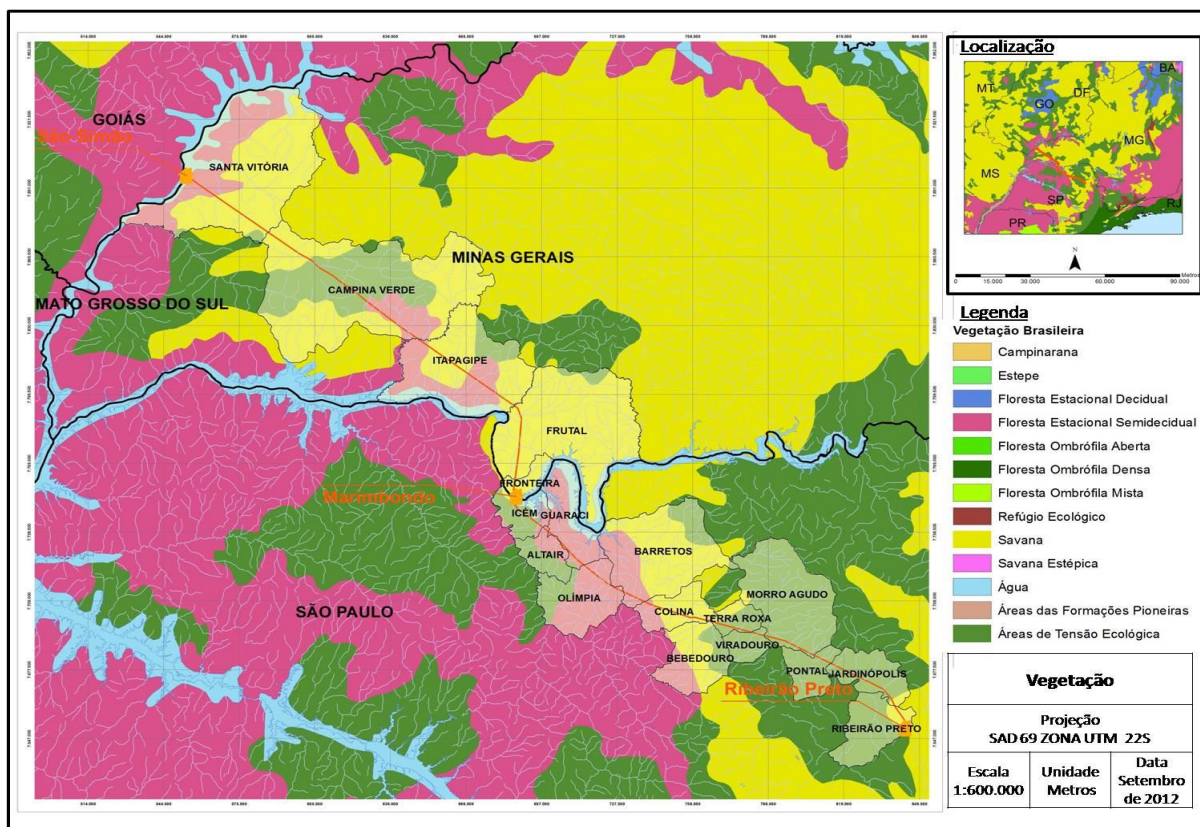 GOIÁS
São Simão
SANTA VITÓRIA
MINAS GERAIS
MATO GROSSO DO SUL
CAMPINA VERDE
ITAPAGIPE
FRUTAL
FRONTEIRA
Marimbondo
ICÉM
GUARACI
ALTAIR
BARRETOS
OLÍMPIA
MORRO AGUDO
SÃO PAULO
COLINA
TERRA ROXA
VIRADOURO
BEBEDOURO
PONTAL
JARDINÓPOLIS
Ribeirão Preto
RIBEIRÃO PRETO
Localização
BA
MT
DF
GO
MG
MS
SP
RJ
PR
N
Metros
0 15.000 30.000 60.000 90.000
Legenda
Vegetação Brasileira
Campinarana
Estepe
Floresta Estacional Decidual
Floresta Estacional Semidecidual
Floresta Ombrófila Aberta
Floresta Ombrófila Densa
Floresta Ombrófila Mista
Refúgio Ecológico
Savana
Savana Estépica
Água
Áreas das Formações Pioneiras
Áreas de Tensão Ecológica
Vegetação
Projeção
SAD 69 ZONA UTM 22S
Escala
1:600.000
Unidade
Metros
Data
Setembro
de 2012